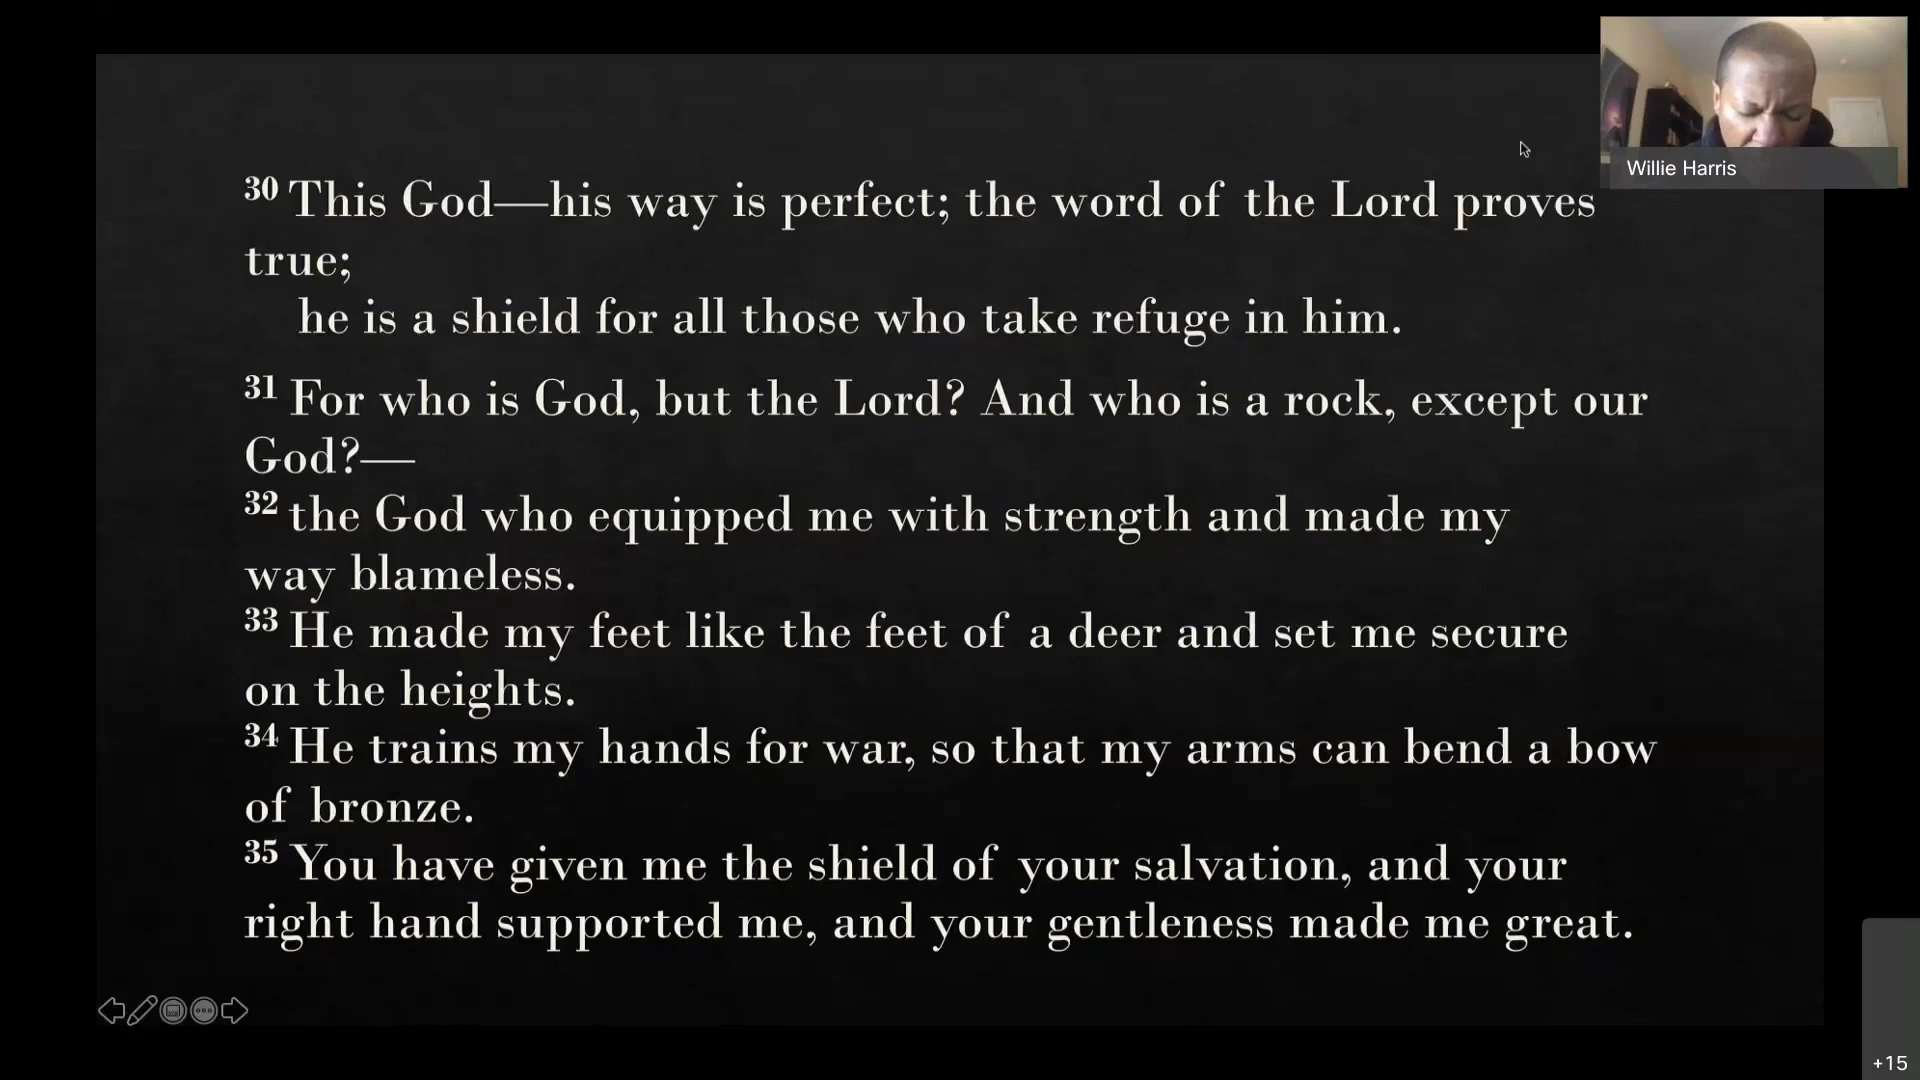 Willie Harris
30 This God—his way is perfect; the word of the Lord proves
true;
he is a shield for all those who take refuge in him.
31 For who is God, but the Lord? And who is a rock, except our
God?—
32 the God who equipped me with strength and made my
way blameless.
33 He made my feet like the feet of a deer and set me secure
on the heights.
34 He trains my hands for war, so that my arms can bend a bow
of bronze.
35 You have given me the shield of your salvation, and your
right hand supported me, and your gentleness made me great.
+15